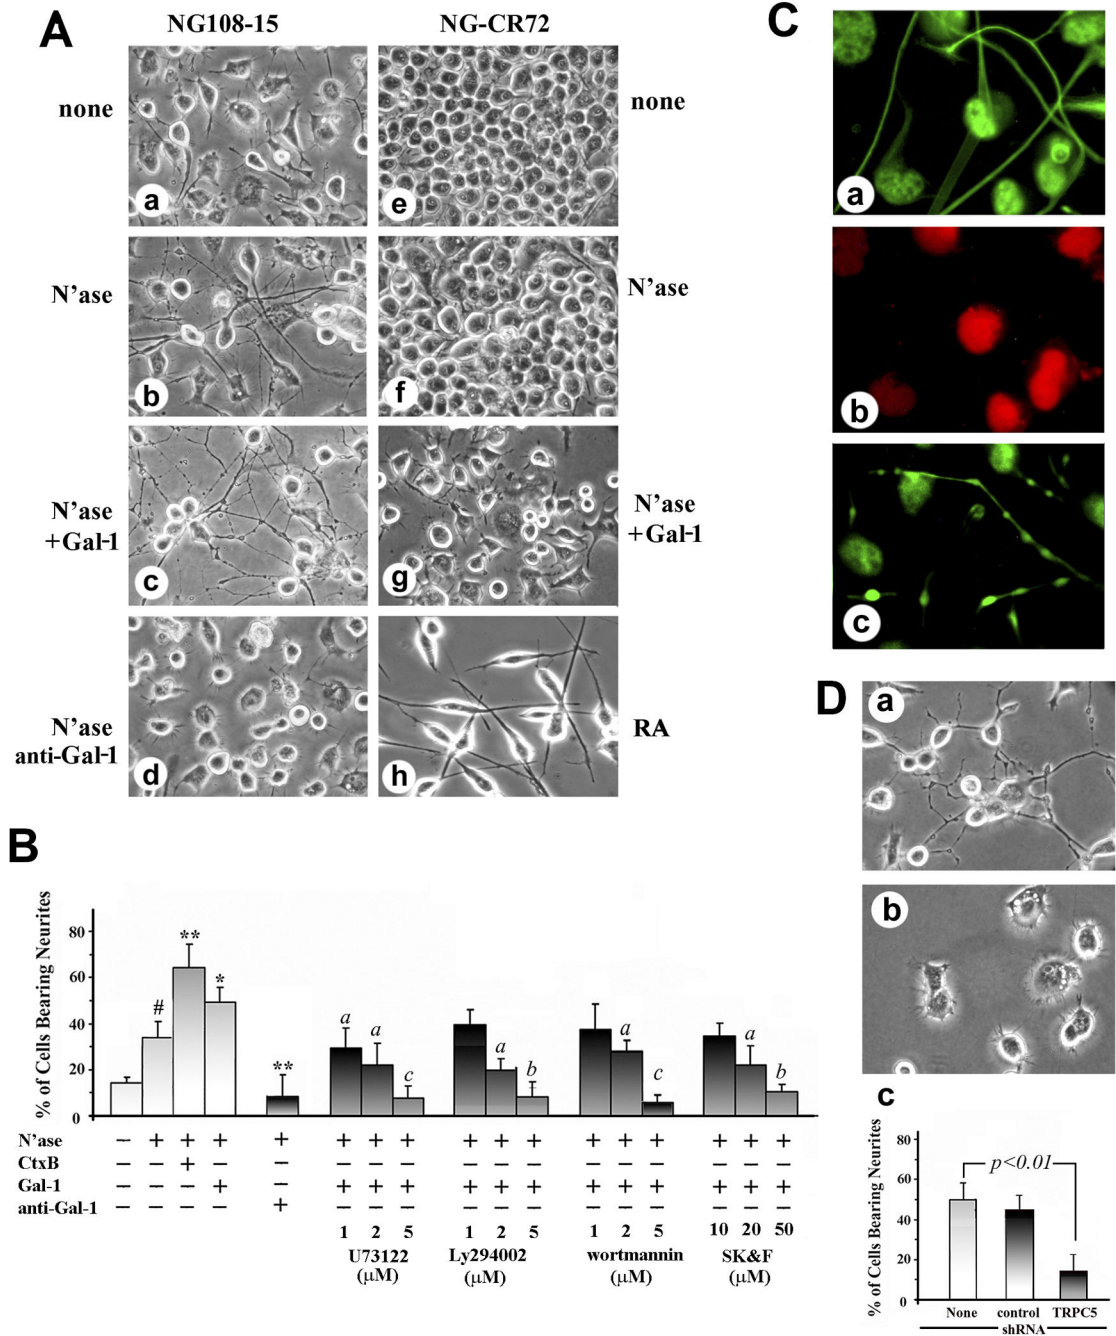 A
NG108-15
NG-CR72
none
a
e
none
N'ase
b
f
N'ase
N'ase
+Gal-1
c
g
N'ase
+Gal-1
N'ase
anti-Gal-1
d
h
RA
B
% of Cells Bearing Neurites
80
60
40
20
0
#
**
*
**
a a c
a b
a c
a b
N'ase − + + + + + + + + + + + + + + + +
CtxB − − + − − − − − − − − − − − − − −
Gal-1 − − − + − + + + + + + + + + + + +
anti-Gal-1 − − − − + − − − − − − − − − − − −
1 2 5 1 2 5 1 2 5 10 20 50
U73122 Ly294002 wortmannin SK&F
(μM) (μM) (μM) (μM)
C
a
b
c
D
a
b
c
% of Cells Bearing Neurites
80
60
40
20
0
p<0.01
None control TRPC5
shRNA